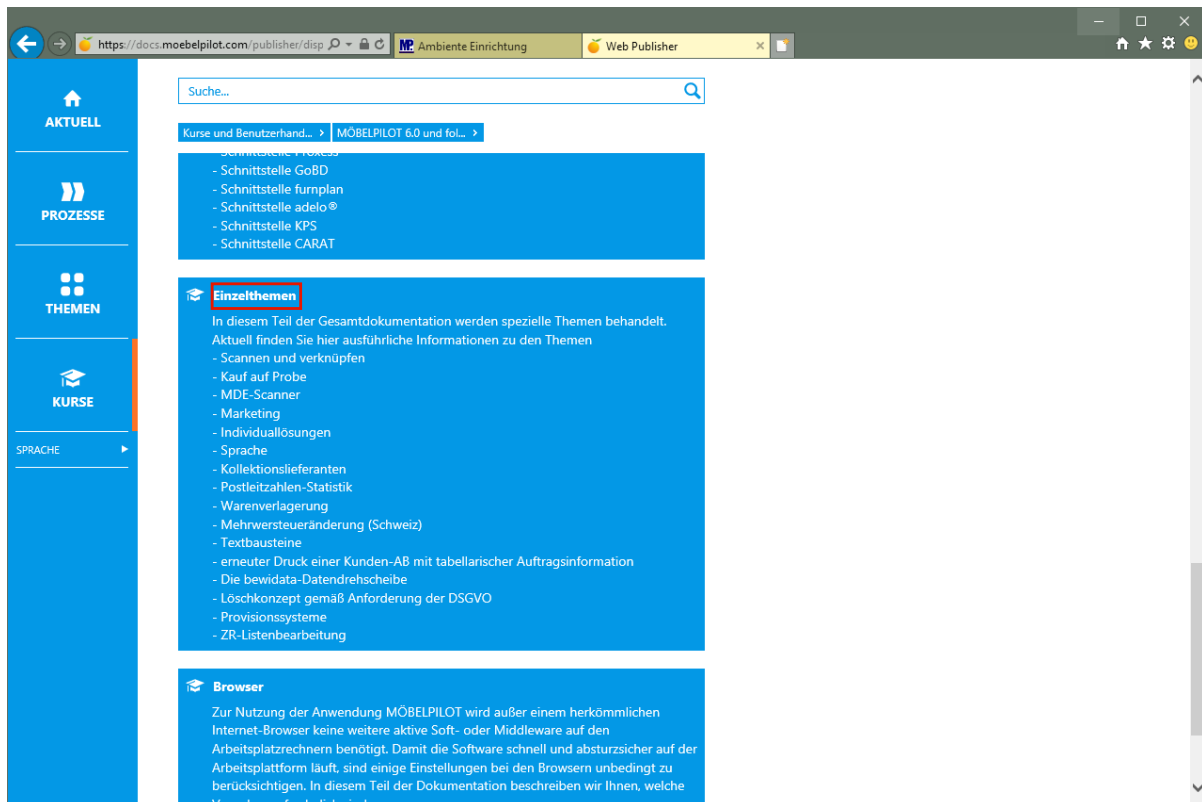 https://docs.moebelpilot.com/publisher/disp
MP Ambiente Einrichtung
Web Publisher
Suche...
AKTUELL
Kurse und Benutzerhand... >
MÖBELPILOT 6.0 und fol... >
- Schnittstelle Proxess
- Schnittstelle GoBD
- Schnittstelle furnplan
- Schnittstelle adelo®
- Schnittstelle KPS
- Schnittstelle CARAT
PROZESSE
THEMEN
KURSE
SPRACHE
Einzelthemen
In diesem Teil der Gesamtdokumentation werden spezielle Themen behandelt.
Aktuell finden Sie hier ausführliche Informationen zu den Themen
- Scannen und verknüpfen
- Kauf auf Probe
- MDE-Scanner
- Marketing
- Individuallösungen
- Sprache
- Kollektionslieferanten
- Postleitzahlen-Statistik
- Warenverlagerung
- Mehrwersteueränderung (Schweiz)
- Textbausteine
- erneuter Druck einer Kunden-AB mit tabellarischer Auftragsinformation
- Die bewidata-Datendrehscheibe
- Löschkonzept gemäß Anforderung der DSGVO
- Provisionssysteme
- ZR-Listenbearbeitung
Browser
Zur Nutzung der Anwendung MÖBELPILOT wird außer einem herkömmlichen
Internet-Browser keine weitere aktive Soft- oder Middleware auf den
Arbeitsplatzrechnern benötigt. Damit die Software schnell und absturzsicher auf der
Arbeitsplattform läuft, sind einige Einstellungen bei den Browsern unbedingt zu
berücksichtigen. In diesem Teil der Dokumentation beschreiben wir Ihnen, welche